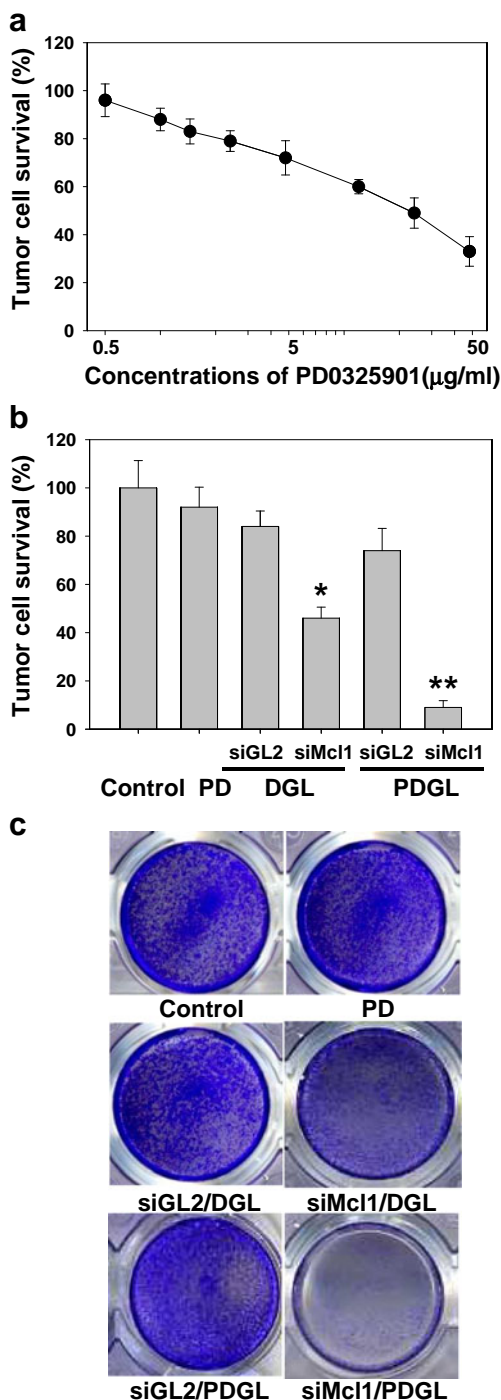 a
Tumor cell survival (%)
120
100
80
60
40
20
0
0.5 5 50
Concentrations of PD0325901(μg/ml)
b
Tumor cell survival (%)
120
100
80
60
40
20
0
*
**
siGL2 siMcl1 siGL2 siMcl1
Control PD DGL PDGL
c
Control PD
siGL2/DGL siMcl1/DGL
siGL2/PDGL siMcl1/PDGL